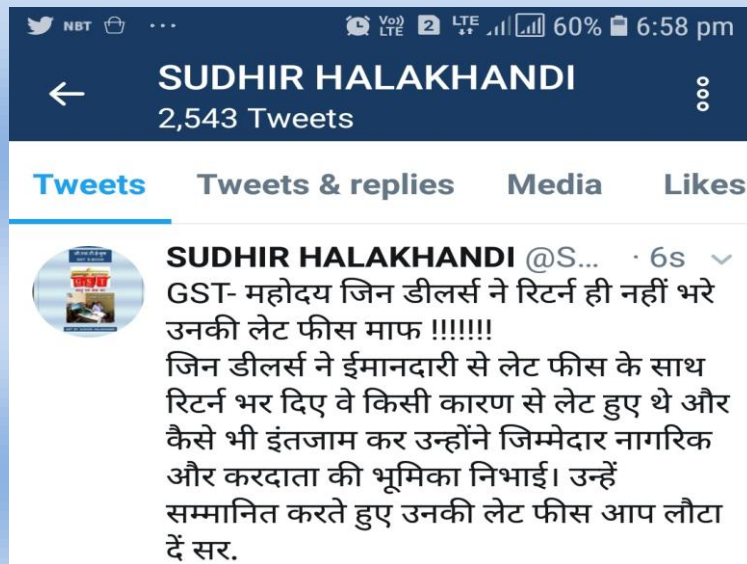 NBT ... Vo)) LTE 2 LTE 60% 6:58 pm
SUDHIR HALAKHANDI
2,543 Tweets
Tweets Tweets & replies Media Likes
SUDHIR HALAKHANDI @S... · 6s
GST- महोदय जिन डीलर्स ने रिटर्न ही नहीं भरे
उनकी लेट फीस माफ !!!!!!!
जिन डीलर्स ने ईमानदारी से लेट फीस के साथ
रिटर्न भर दिए वे किसी कारण से लेट हुए थे और
कैसे भी इंतजाम कर उन्होंने जिम्मेदार नागरिक
और करदाता की भूमिका निभाई। उन्हें
सम्मानित करते हुए उनकी लेट फीस आप लौटा
दें सर.
GST